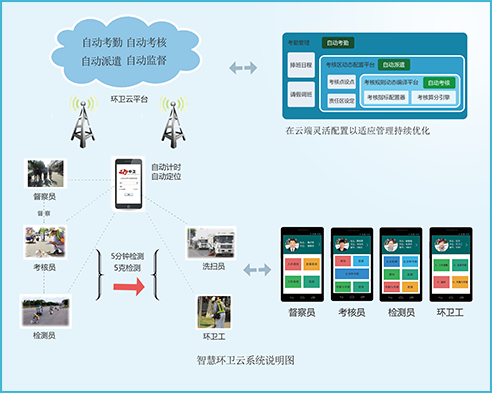 自动考勤 自动考核
自动派遣 自动监督
环卫云平台
考勤管理
自动考勤
排班日程
请假调班
考核区动态配置平台
自动派遣
考核点设点
责任区设定
考核规则动态编译平台
自动考核
考核指标配置器
考核算分引擎
在云端灵活配置以适应管理持续优化
自动计时
自动定位
督察员
督 察
考核员
检测员
5分钟检测
5克检测
洗扫员
环卫工
督察员
考核员
检测员
环卫工
智慧环卫云系统说明图